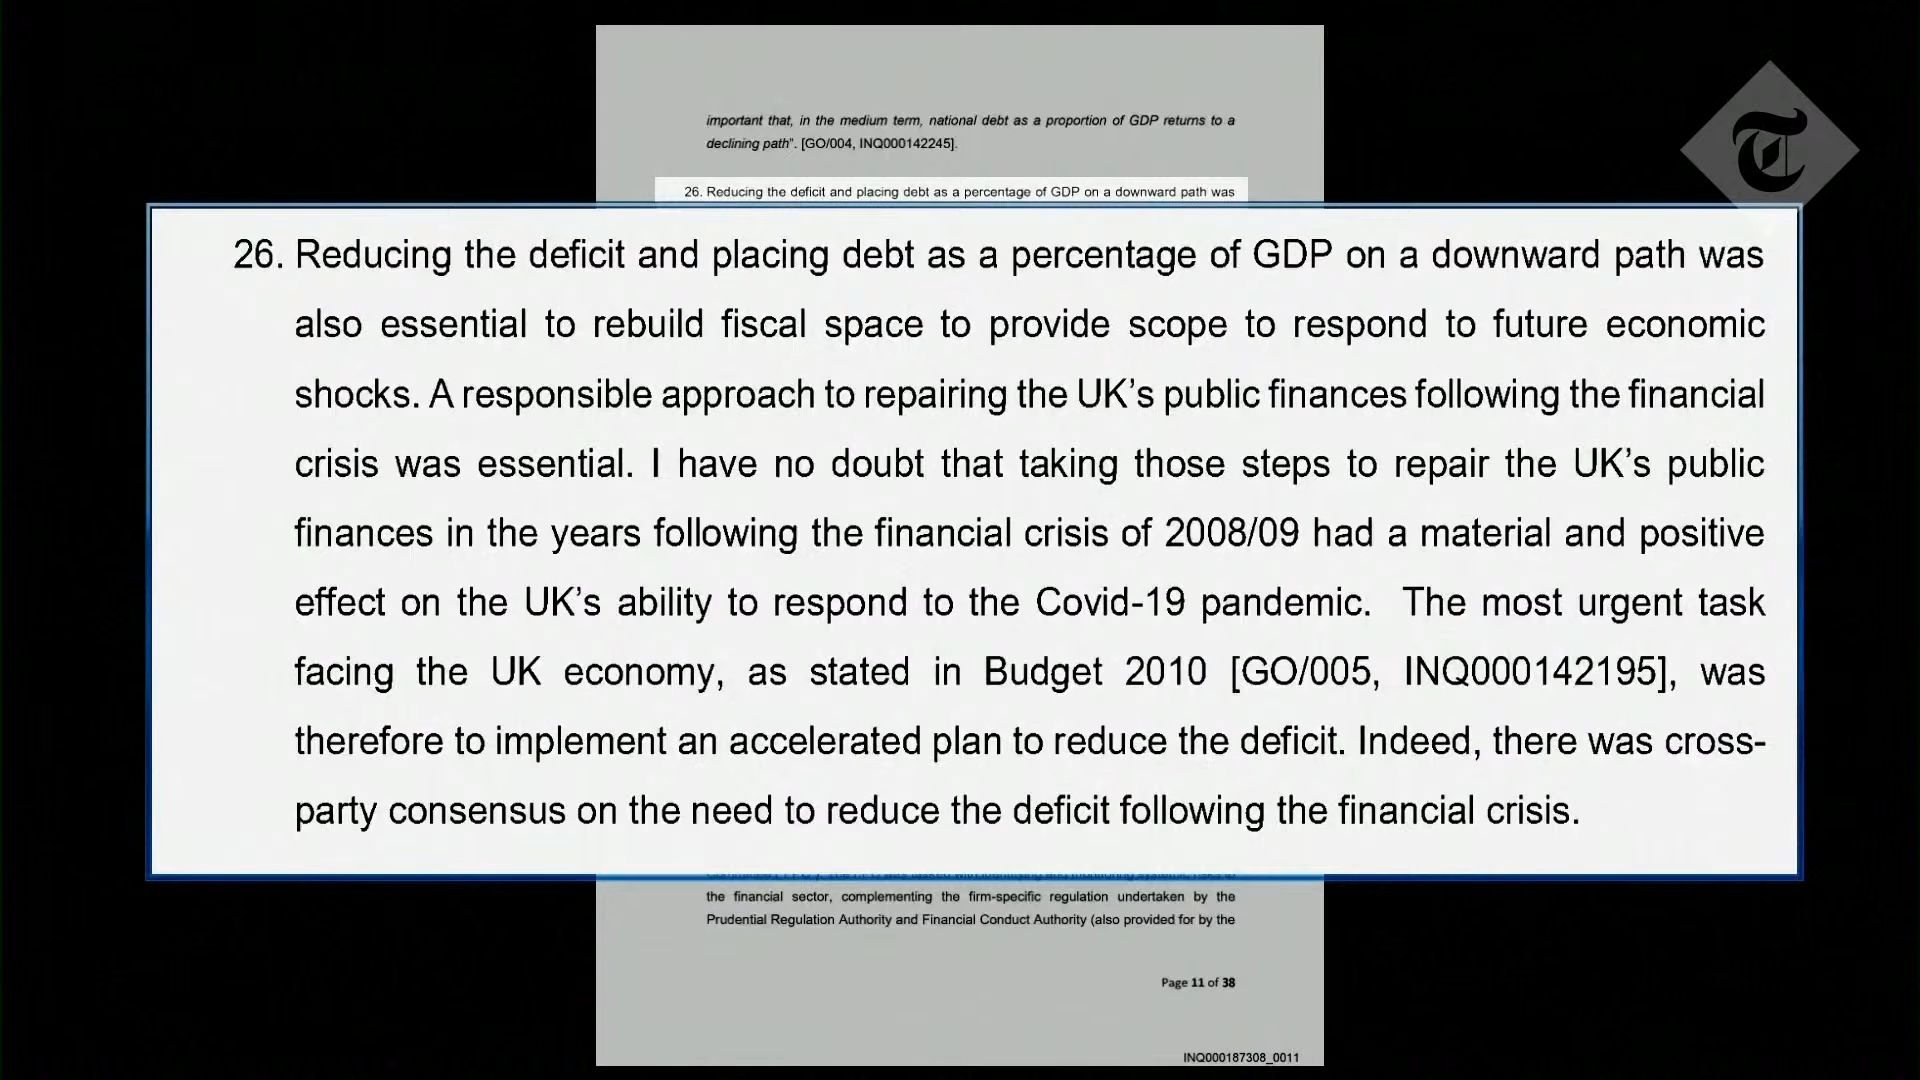 important that, in the medium term, national debt as a proportion of GDP returns to a
declining path”. [GO/004, INQ000142245].
26. Reducing the deficit and placing debt as a percentage of GDP on a downward path was
26. Reducing the deficit and placing debt as a percentage of GDP on a downward path was
also essential to rebuild fiscal space to provide scope to respond to future economic
shocks. A responsible approach to repairing the UK’s public finances following the financial
crisis was essential. I have no doubt that taking those steps to repair the UK’s public
finances in the years following the financial crisis of 2008/09 had a material and positive
effect on the UK’s ability to respond to the Covid-19 pandemic. The most urgent task
facing the UK economy, as stated in Budget 2010 [GO/005, INQ000142195], was
therefore to implement an accelerated plan to reduce the deficit. Indeed, there was cross-
party consensus on the need to reduce the deficit following the financial crisis.
the financial sector, complementing the firm-specific regulation undertaken by the
Prudential Regulation Authority and Financial Conduct Authority (also provided for by the
Page 11 of 38
INQ000187308_0011
T